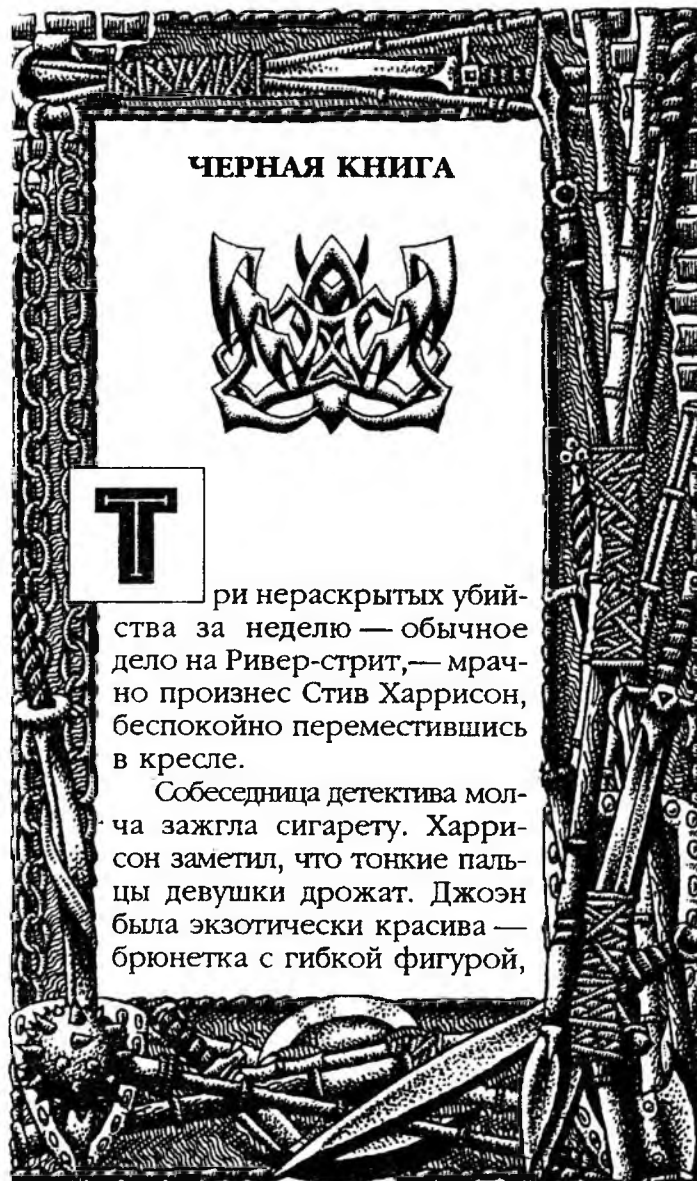 ЧЕРНАЯ КНИГА
Три нераскрытых убий-
ства за неделю — обычное
дело на Ривер-стрит,— мрач-
но произнес Стив Харрисон,
беспокойно переместившись
в кресле.
Собеседница детектива мол-
ча зажгла сигарету. Харри-
сон заметил, что тонкие паль-
цы девушки дрожат. Джоэн
была экзотически красива —
брюнетка с гибкой фигурой,